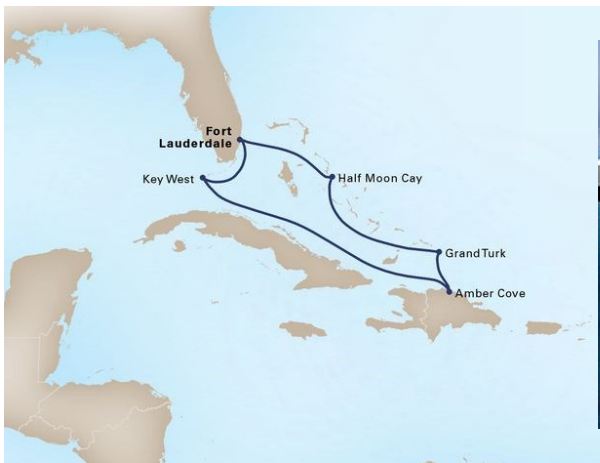 Fort
Lauderdale
Key West
Half Moon Cay
Grand Turk
Amber Cove